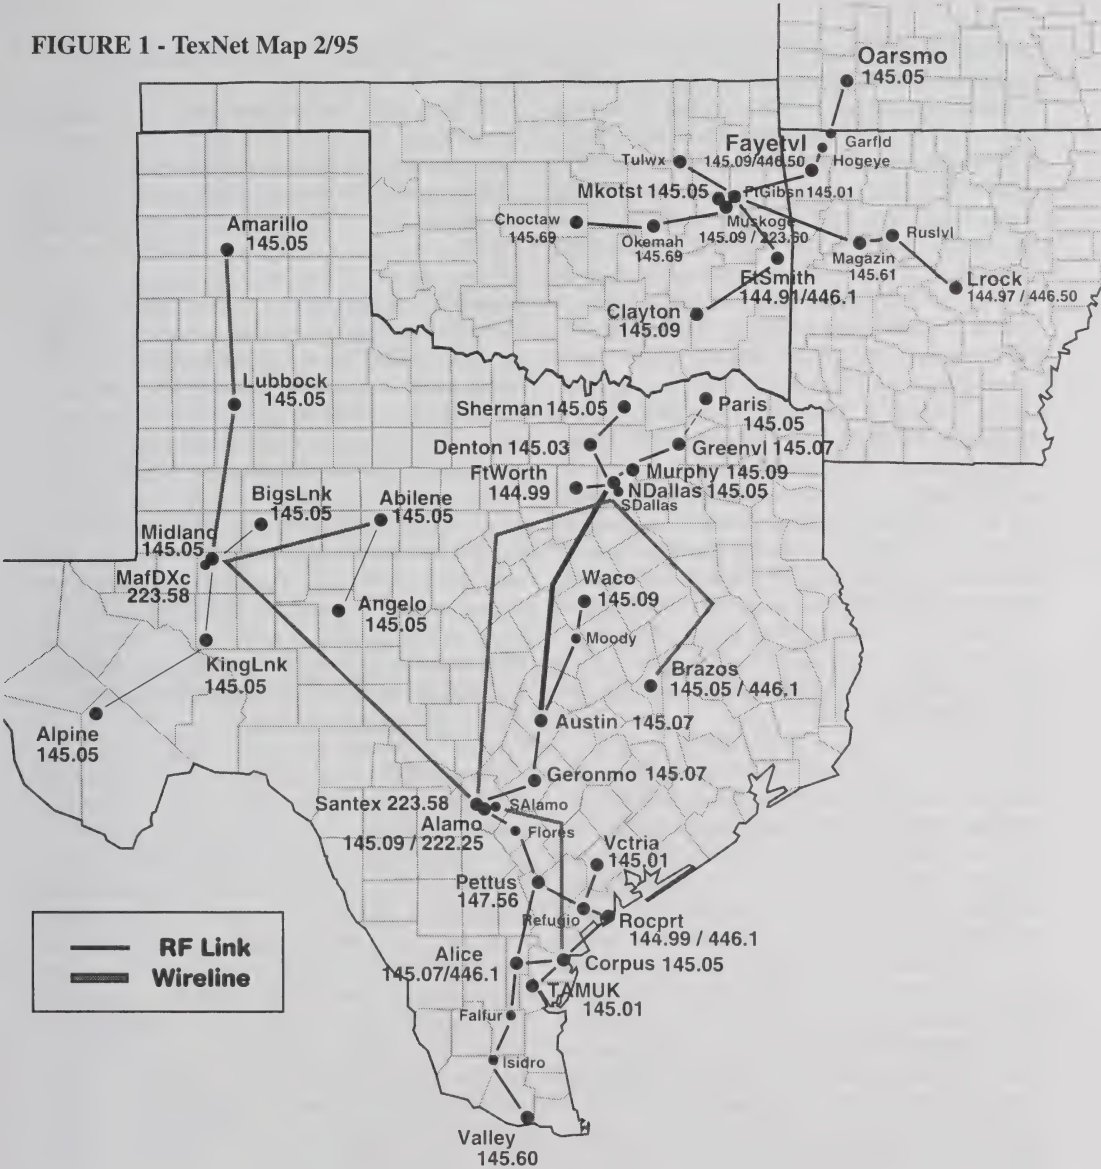 FIGURE 1 - TexNet Map 2/95
Oarsmo
145.05
Fayetvl
145.09/446.50
Garfld
Hogeye
Tulwx
Mkotst 145.05
PtGibsn 145.01
Choctaw
145.69
Okemah
145.69
Muskoge
145.09 / 223.60
Ruslvl
Magazin
145.61
FtSmith
144.91/446.1
Lrock
144.97 / 446.50
Clayton
145.09
Amarillo
145.05
Lubbock
145.05
Sherman 145.05
Paris
145.05
Denton 145.03
Greenvl 145.07
FtWorth
144.99
Murphy 145.09
NDallas 145.05
SDallas
BigsLnk
145.05
Abilene
145.05
Midland
145.05
MafDXc
223.58
Angelo
145.05
Waco
145.09
Moody
KingLnk
145.05
Brazos
145.05 / 446.1
Alpine
145.05
Austin 145.07
Geronmo 145.07
Santex 223.58
SAlamo
Alamo
145.09 / 222.25
Flores
Vctria
145.01
Pettus
147.56
Refugio
Rocprt
144.99 / 446.1
Alice
145.07/446.1
Corpus 145.05
TAMUK
145.01
Falfur
Isidro
Valley
145.60
RF Link
Wireline